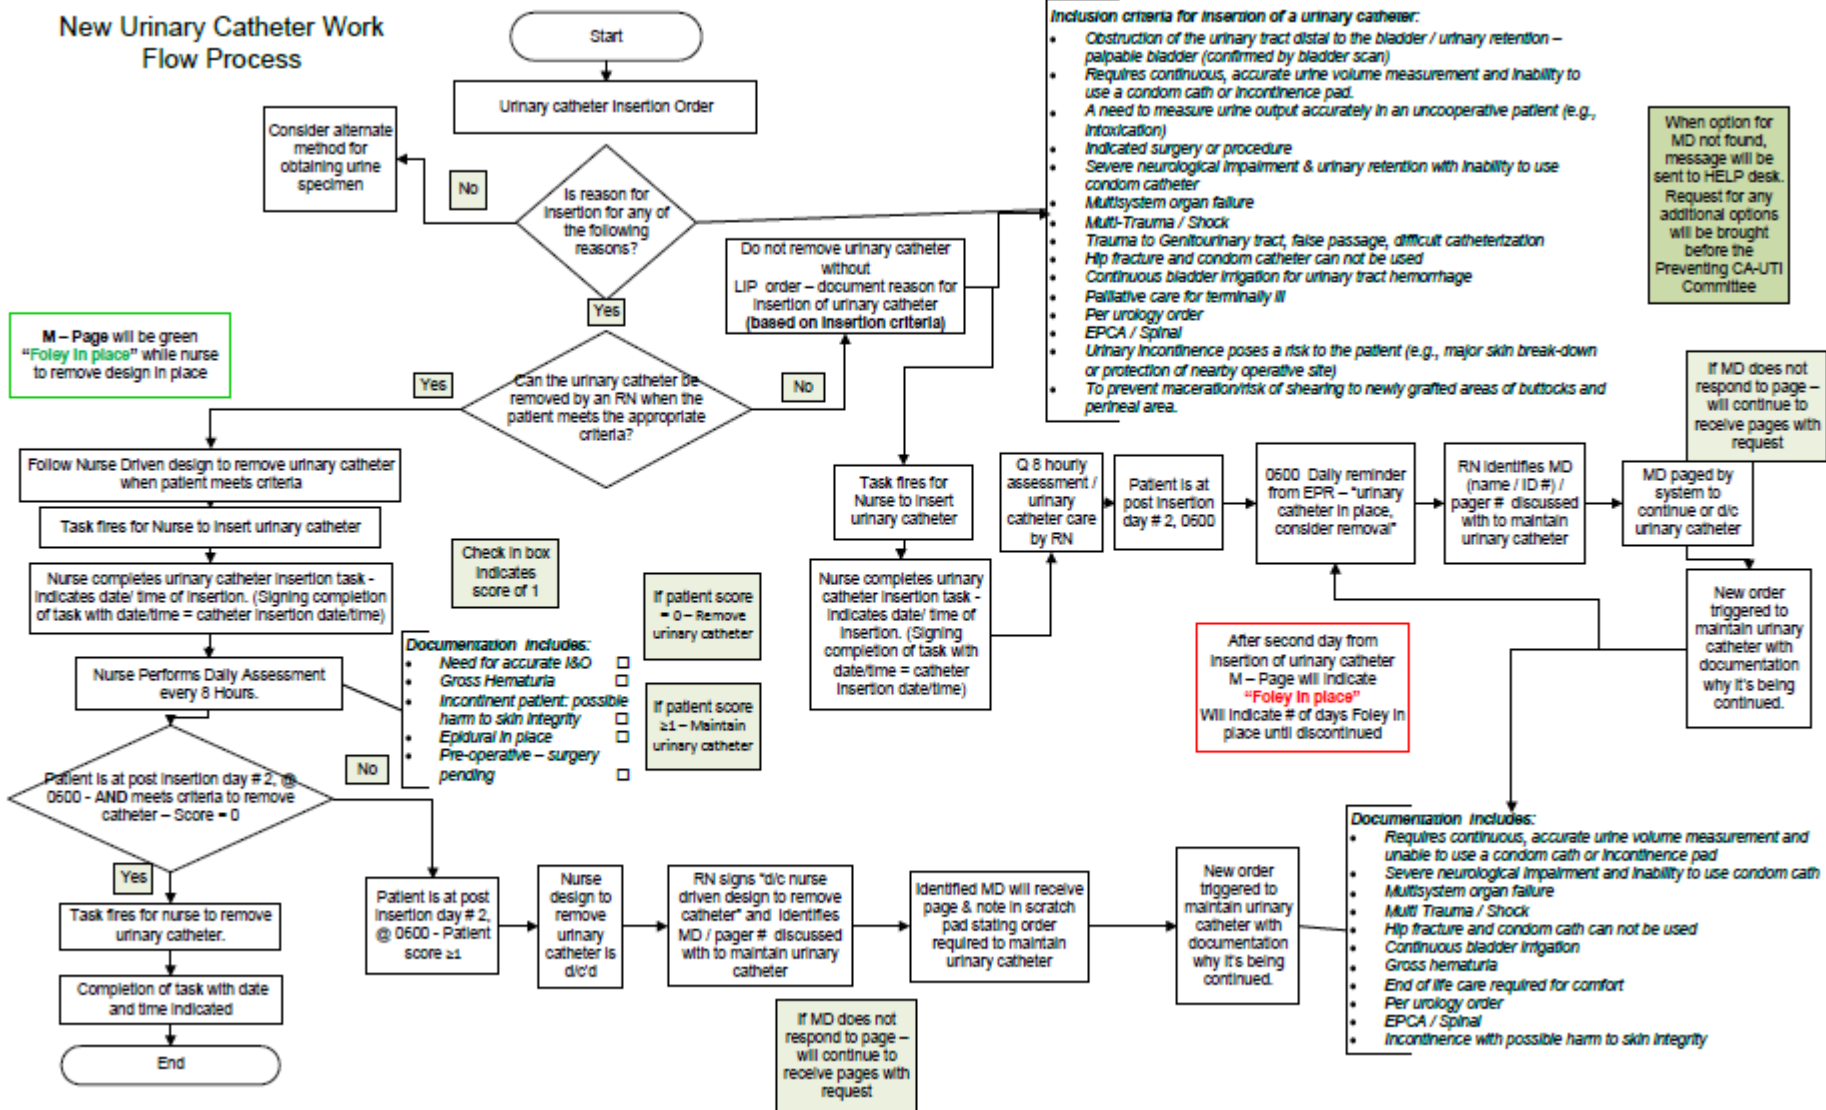 New Urinary Catheter Work
Flow Process
Start
Urinary catheter Insertion Order
Consider alternate
method for
obtaining urine
specimen
No
Is reason for
Insertion for any of
the following
reasons?
Yes
Inclusion criteria for insertion of a urinary catheter:
• Obstruction of the urinary tract distal to the bladder / urinary retention –
palpable bladder (confirmed by bladder scan)
• Requires continuous, accurate urine volume measurement and inability to
use a condom cath or incontinence pad.
• A need to measure urine output accurately in an uncooperative patient (e.g.,
intoxication)
• Indicated surgery or procedure
• Severe neurological impairment & urinary retention with inability to use
condom catheter
• Multisystem organ failure
• Multi-Trauma / Shock
• Trauma to Genitourinary tract, false passage, difficult catheterization
• Hip fracture and condom catheter can not be used
• Continuous bladder irrigation for urinary tract hemorrhage
• Palliative care for terminally ill
• Per urology order
• EPCA / Spinal
• Urinary incontinence poses a risk to the patient (e.g., major skin break-down
or protection of nearby operative site)
• To prevent maceration/risk of shearing to newly grafted areas of buttocks and
perineal area.
When option for
MD not found,
message will be
sent to HELP desk.
Request for any
additional options
will be brought
before the
Preventing CA-UTI
Committee
Do not remove urinary catheter
without
LIP order – document reason for
insertion of urinary catheter
(based on insertion criteria)
M – Page will be green
“Foley in place” while nurse
to remove design in place
Yes
Can the urinary catheter be
removed by an RN when the
patient meets the appropriate
criteria?
No
If MD does not
respond to page –
will continue to
receive pages with
request
Follow Nurse Driven design to remove urinary catheter
when patient meets criteria
Task fires for Nurse to insert urinary catheter
Nurse completes urinary catheter insertion task -
indicates date/ time of insertion. (Signing completion
of task with date/time = catheter insertion date/time)
Nurse Performs Daily Assessment
every 8 Hours.
Check in box
indicates
score of 1
Documentation includes:
• Need for accurate I&O ☐
• Gross Hematuria ☐
• Incontinent patient: possible
harm to skin integrity ☐
• Epidural in place ☐
• Pre-operative – surgery
pending ☐
If patient score
= 0 – Remove
urinary catheter
If patient score
≥1 – Maintain
urinary catheter
Task fires for
Nurse to insert
urinary catheter
Nurse completes urinary
catheter insertion task -
indicates date/ time of
insertion. (Signing
completion of task with
date/time = catheter
insertion date/time)
Q 8 hourly
assessment /
urinary
catheter care
by RN
Patient is at
post insertion
day # 2, 0600
0600 Daily reminder
from EPR – “urinary
catheter in place,
consider removal”
RN identifies MD
(name / ID #) /
pager # discussed
with to maintain
urinary catheter
MD paged by
system to
continue or d/c
urinary catheter
New order
triggered to
maintain urinary
catheter with
documentation
why it's being
continued.
After second day from
insertion of urinary catheter
M – Page will indicate
“Foley in place”
Will indicate # of days Foley in
place until discontinued
Patient is at post insertion day # 2, @
0600 - AND meets criteria to remove
catheter – Score = 0
No
Yes
Task fires for nurse to remove
urinary catheter.
Completion of task with date
and time indicated
End
Patient is at post
insertion day # 2,
@ 0600 - Patient
score ≥1
Nurse
design to
remove
urinary
catheter is
d/c'd
RN signs “d/c nurse
driven design to remove
catheter” and identifies
MD / pager # discussed
with to maintain urinary
catheter
Identified MD will receive
page & note in scratch
pad stating order
required to maintain
urinary catheter
New order
triggered to
maintain urinary
catheter with
documentation
why it's being
continued.
If MD does not
respond to page –
will continue to
receive pages with
request
Documentation includes:
• Requires continuous, accurate urine volume measurement and
unable to use a condom cath or incontinence pad
• Severe neurological impairment and inability to use condom cath
• Multisystem organ failure
• Multi Trauma / Shock
• Hip fracture and condom cath can not be used
• Continuous bladder irrigation
• Gross hematuria
• End of life care required for comfort
• Per urology order
• EPCA / Spinal
• Incontinence with possible harm to skin integrity